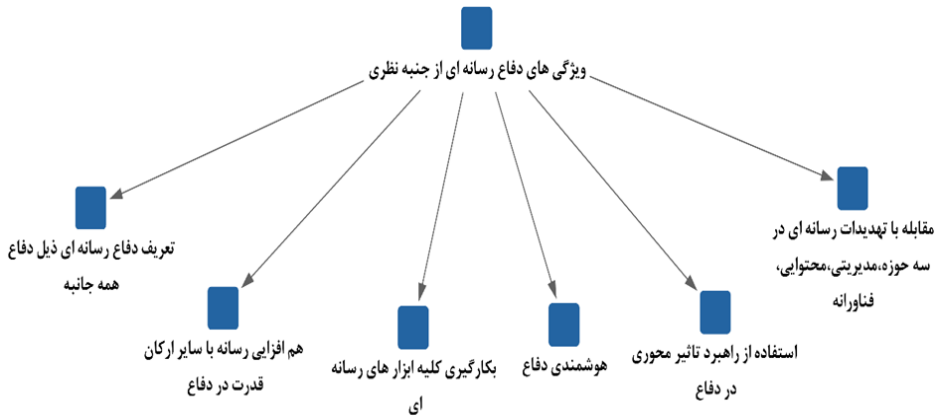 ویژگی های دفاع رسانه ای از جنبه نظری
مقابله با تهدیدات رسانه ای در
سه حوزه،مدیریتی،محتوایی،
فناورانه
استفاده از راهبرد تاثیر محوری
در دفاع
هوشمندی دفاع
بکارگیری کلیه ابزار های رسانه
ای
هم افزایی رسانه با سایر ارکان
قدرت در دفاع
تعریف دفاع رسانه ای ذیل دفاع
همه جانبه